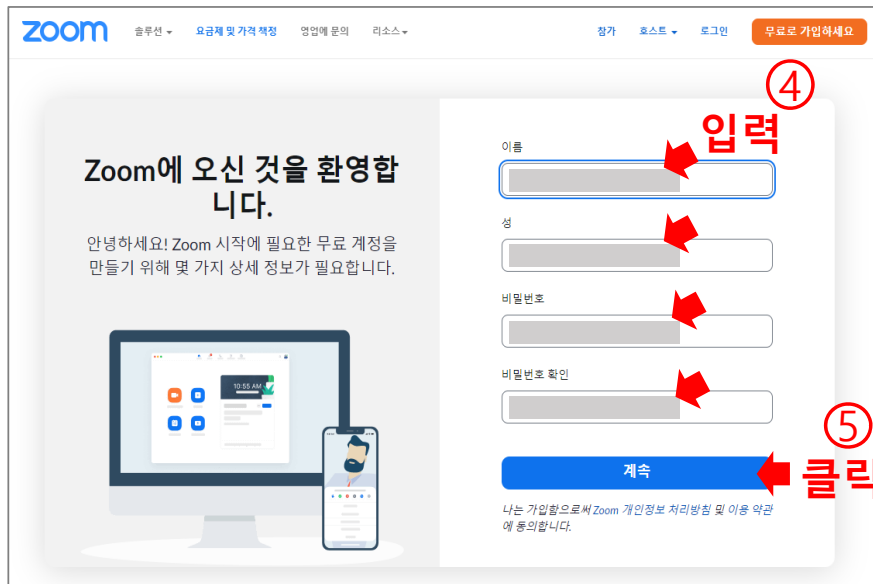 zoom 솔루션 요금제 및 가격 책정 영업에 문의 리소스 참가 호스트 로그인 무료로 가입하세요
④
입력
Zoom에 오신 것을 환영합
니다.
안녕하세요! Zoom 시작에 필요한 무료 계정을
만들기 위해 몇 가지 상세 정보가 필요합니다.
10:55 AM
이름
성
비밀번호
비밀번호 확인
⑤
계속
클릭
나는 가입함으로써 Zoom 개인정보 처리방침 및 이용 약관
에 동의합니다.